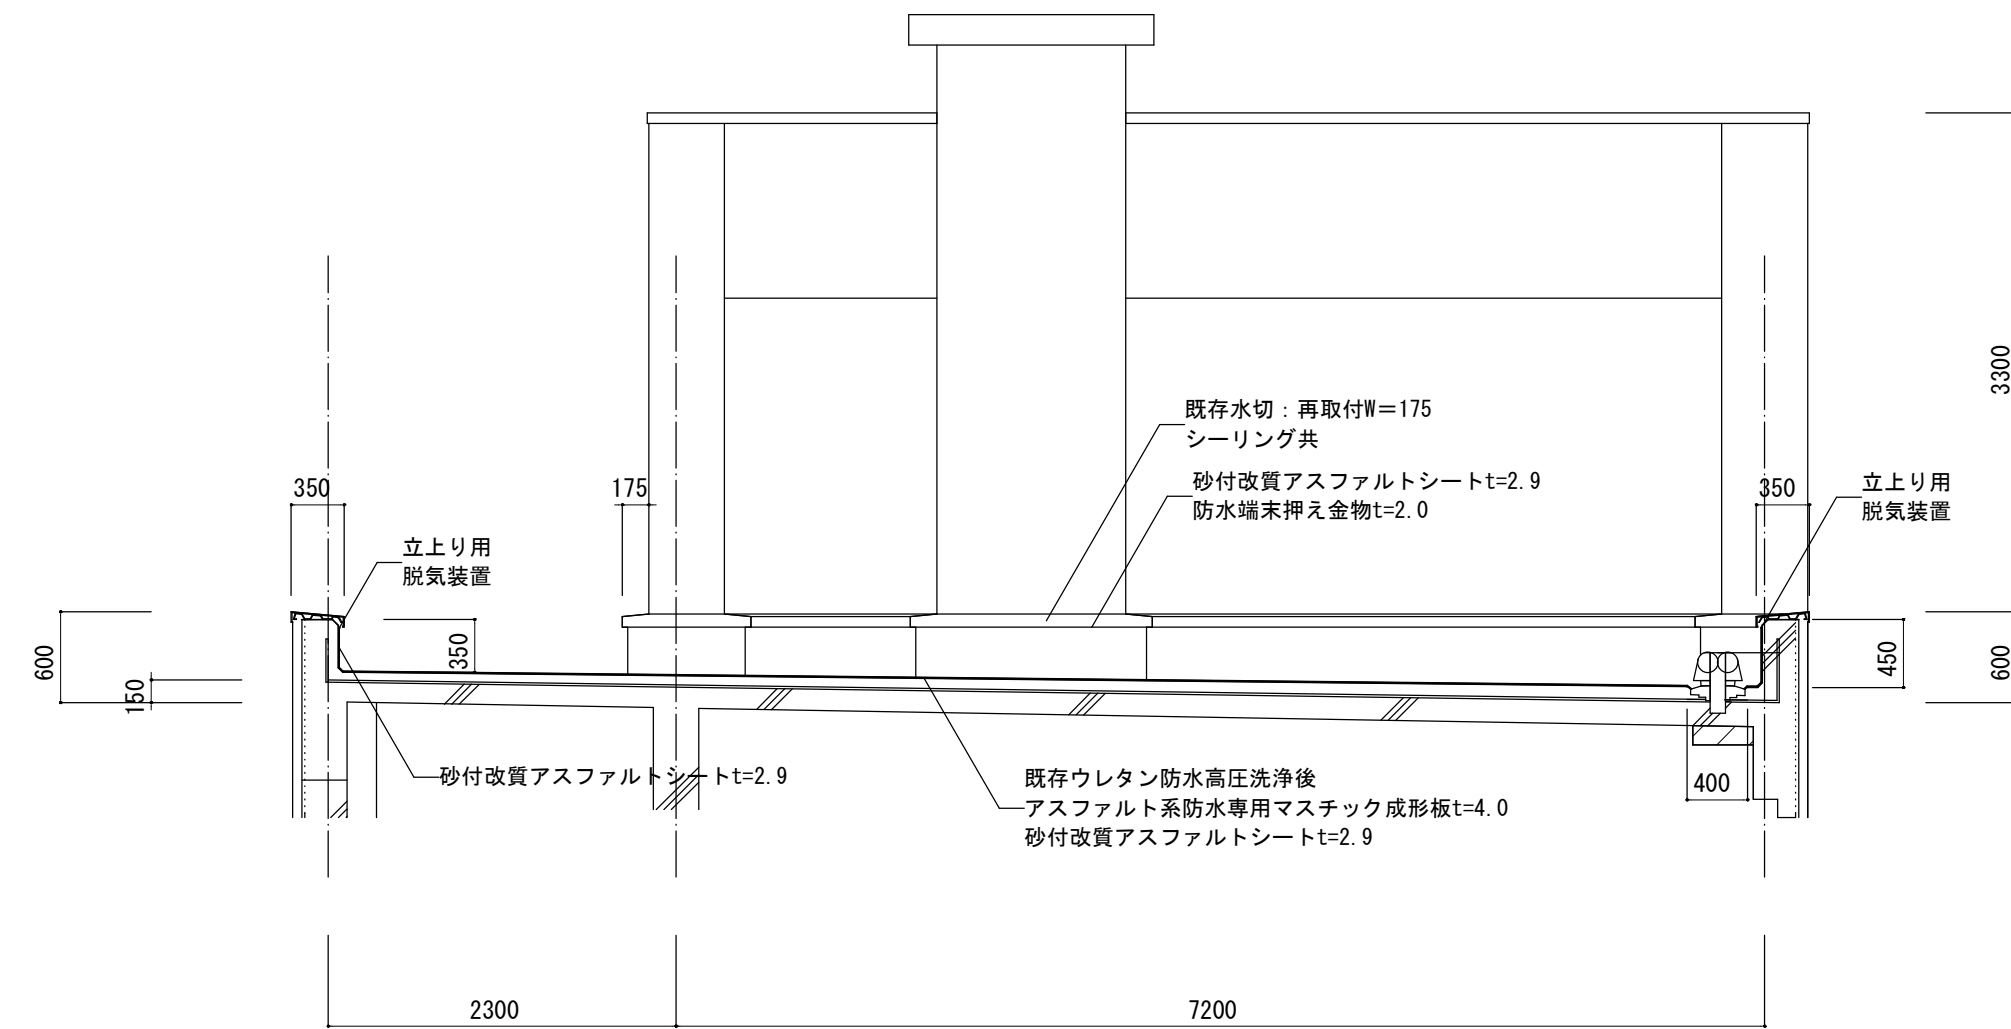 3300
既存水切：再取付W＝175
シーリング共
砂付改質アスファルトシートt=2.9
防水端末押え金物t=2.0
350
175
350
立上り用
脱気装置
立上り用
脱気装置
600
150
350
450
600
砂付改質アスファルトシートt=2.9
既存ウレタン防水高圧洗浄後
アスファルト系防水専用マスチック成形板t=4.0
砂付改質アスファルトシートt=2.9
400
2300
7200